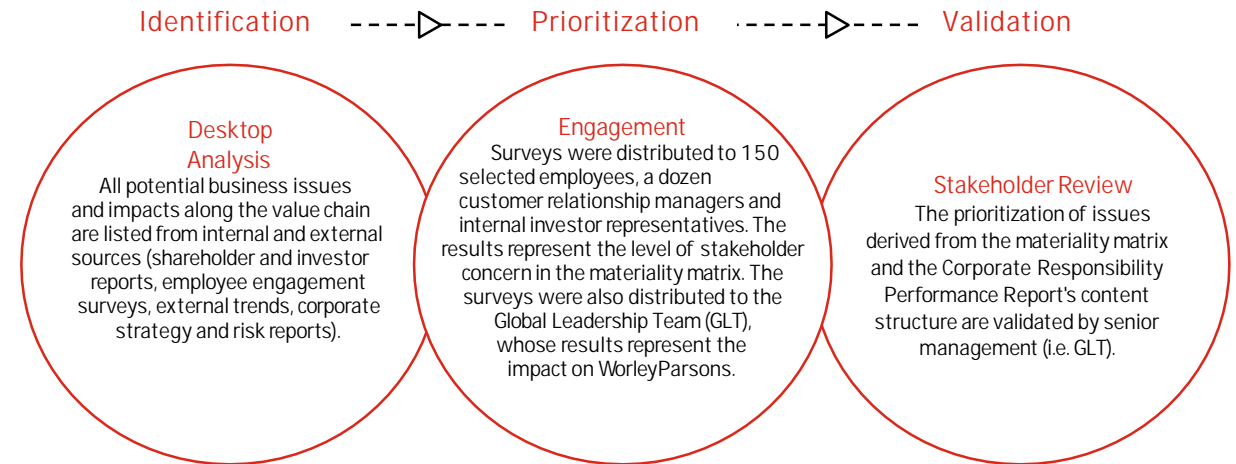 Identification
Prioritization
Validation
Desktop
Analysis
All potential business issues
and impacts along the value chain
are listed from internal and external
sources (shareholder and investor
reports, employee engagement
surveys, external trends, corporate
strategy and risk reports).
Engagement
Surveys were distributed to 150
selected employees, a dozen
customer relationship managers and
internal investor representatives. The
results represent the level of stakeholder
concern in the materiality matrix. The
surveys were also distributed to the
Global Leadership Team (GLT),
whose results represent the
impact on WorleyParsons.
Stakeholder Review
The prioritization of issues
derived from the materiality matrix
and the Corporate Responsibility
Performance Report's content
structure are validated by senior
management (i.e. GLT).